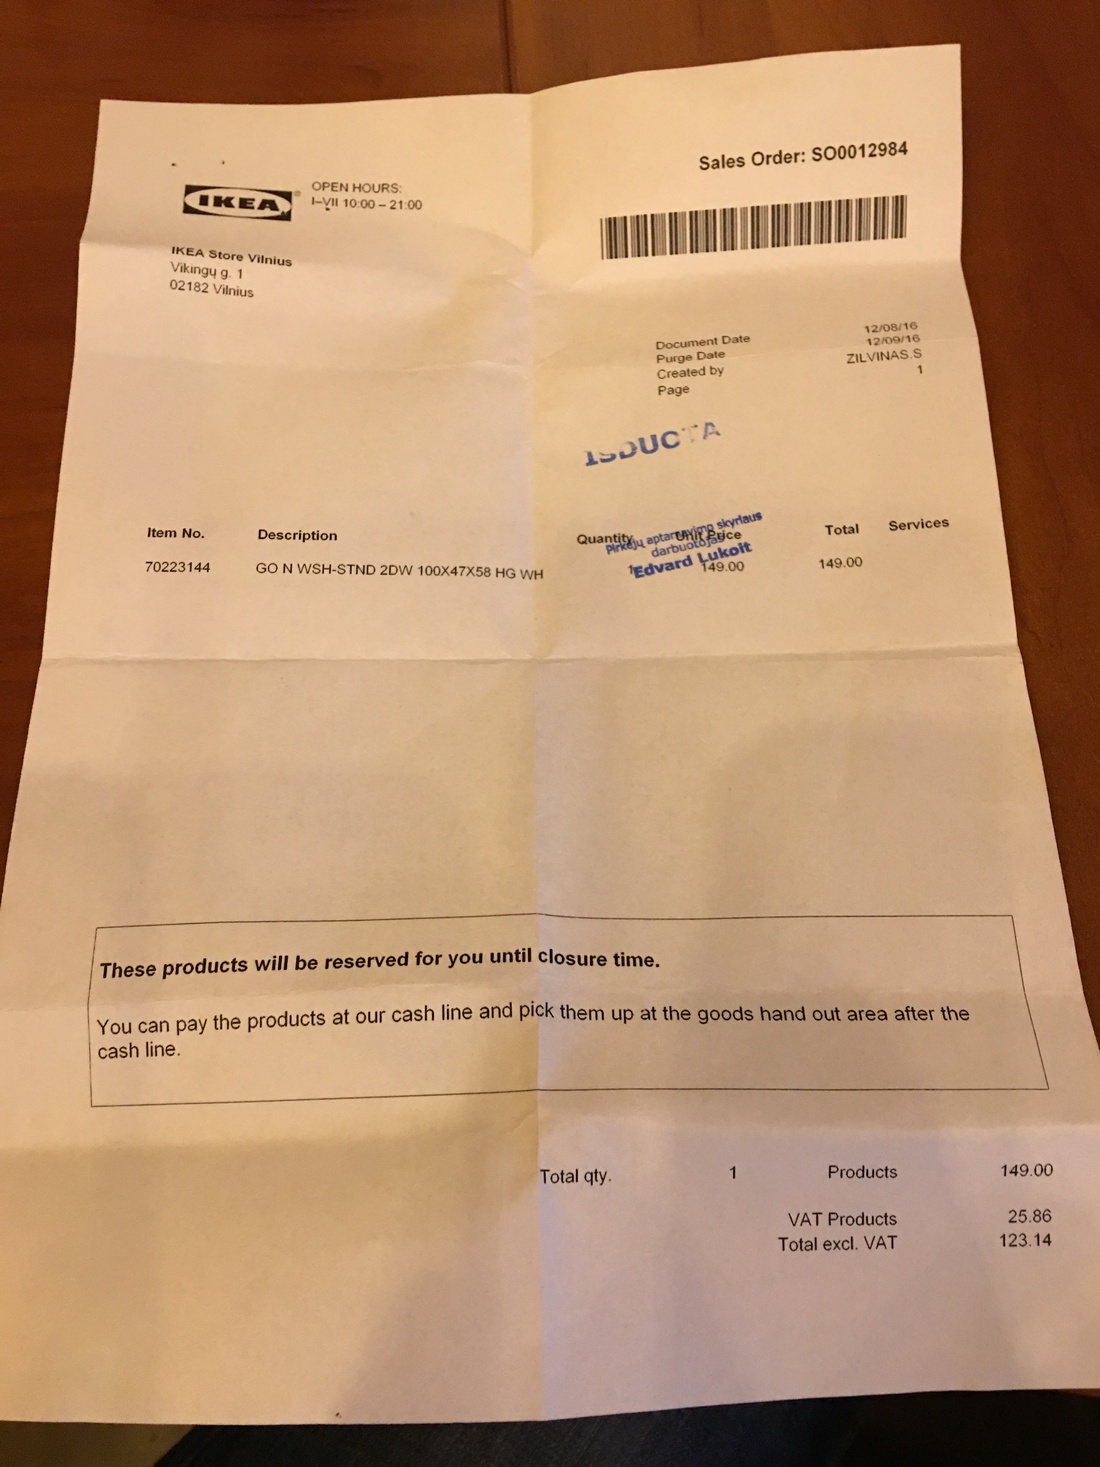 Sales Order: SO0012984
IKEA
OPEN HOURS:
I–VII 10:00 – 21:00
IKEA Store Vilnius
Vikingų g. 1
02182 Vilnius
Document Date 12/08/16
Purge Date 12/09/16
Created by ZILVINAS.S
Page 1
IŠDUOTA
Item No. Description Quantity Unit Price Total Services
Pirkėjų aptarnavimo skyriaus
darbuotojas
Edvard Lukoit
70223144 GO N WSH-STND 2DW 100X47X58 HG WH 1 149.00 149.00
These products will be reserved for you until closure time.
You can pay the products at our cash line and pick them up at the goods hand out area after the
cash line.
Total qty. 1 Products 149.00
VAT Products 25.86
Total excl. VAT 123.14